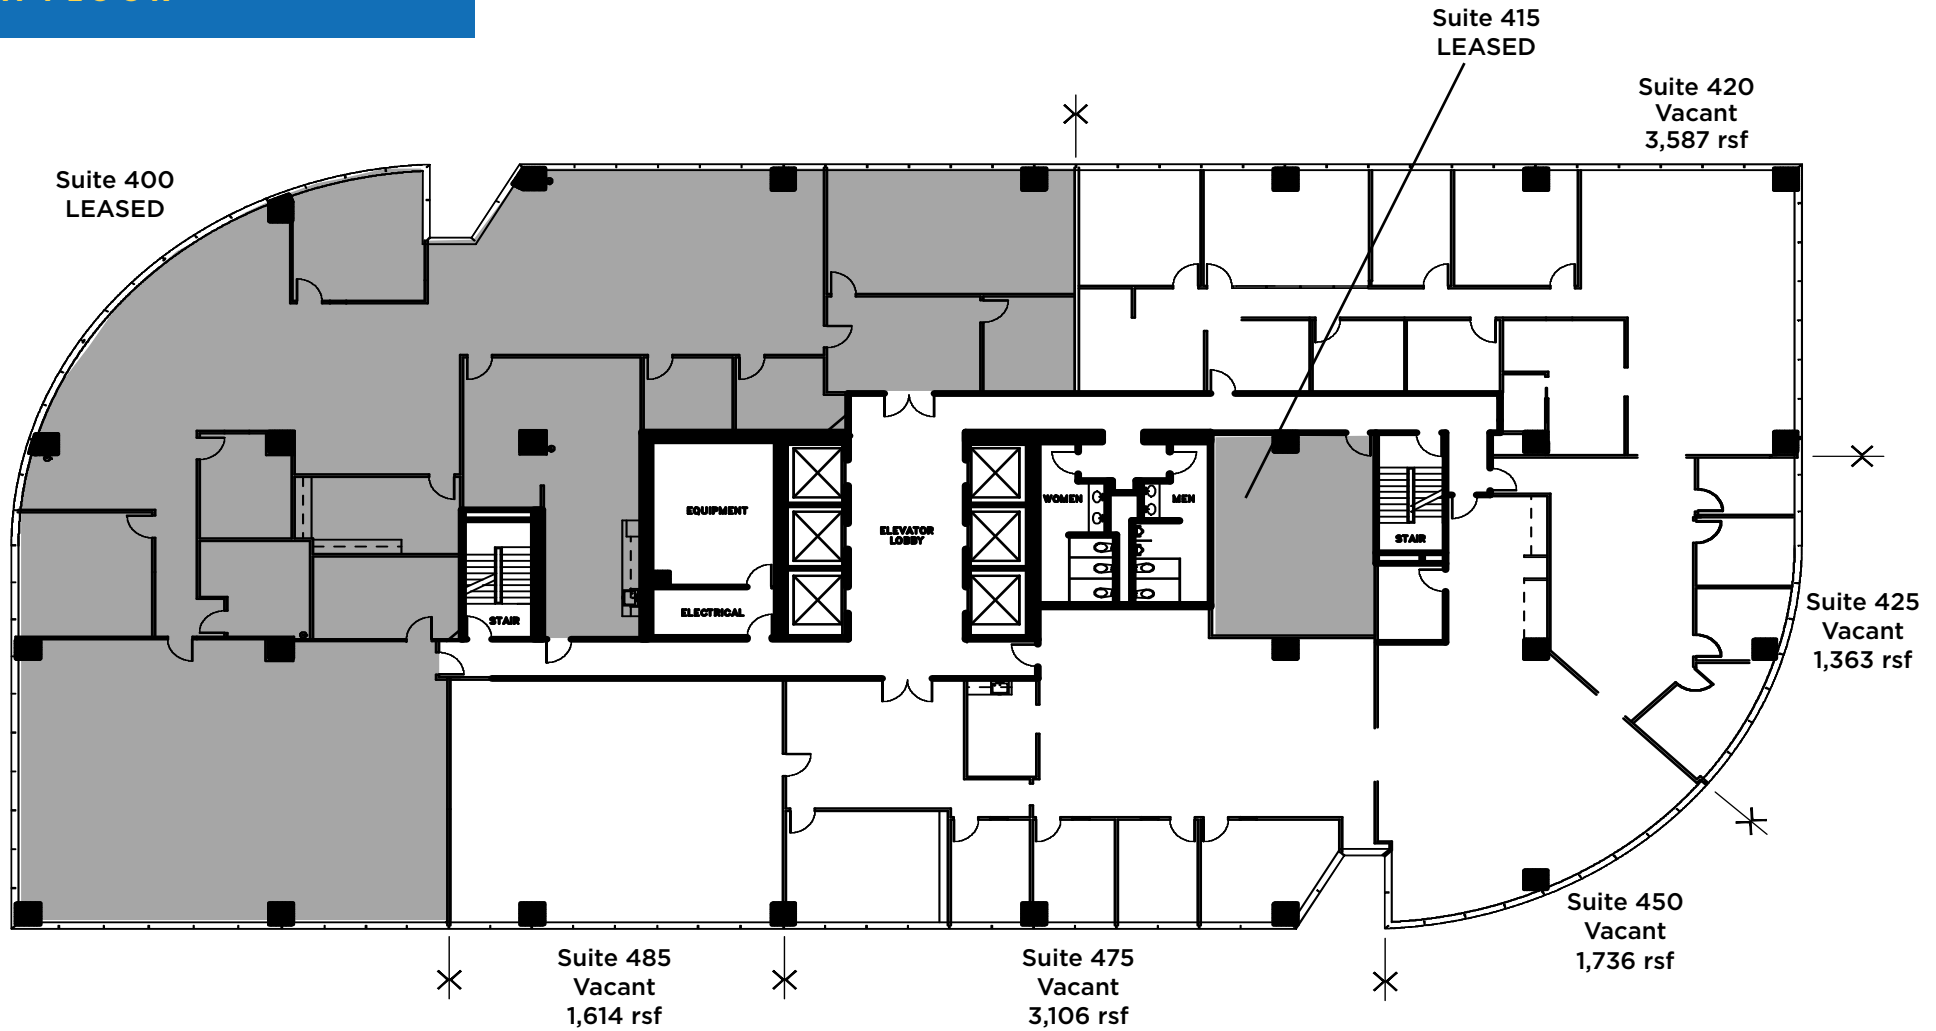 Suite 415
LEASED
Suite 420
Vacant
3,587 rsf
Suite 400
LEASED
WOMEN
MEN
EQUIPMENT
ELEVATOR
LOBBY
STAIR
ELECTRICAL
STAIR
Suite 425
Vacant
1,363 rsf
Suite 450
Vacant
1,736 rsf
Suite 485
Vacant
1,614 rsf
Suite 475
Vacant
3,106 rsf